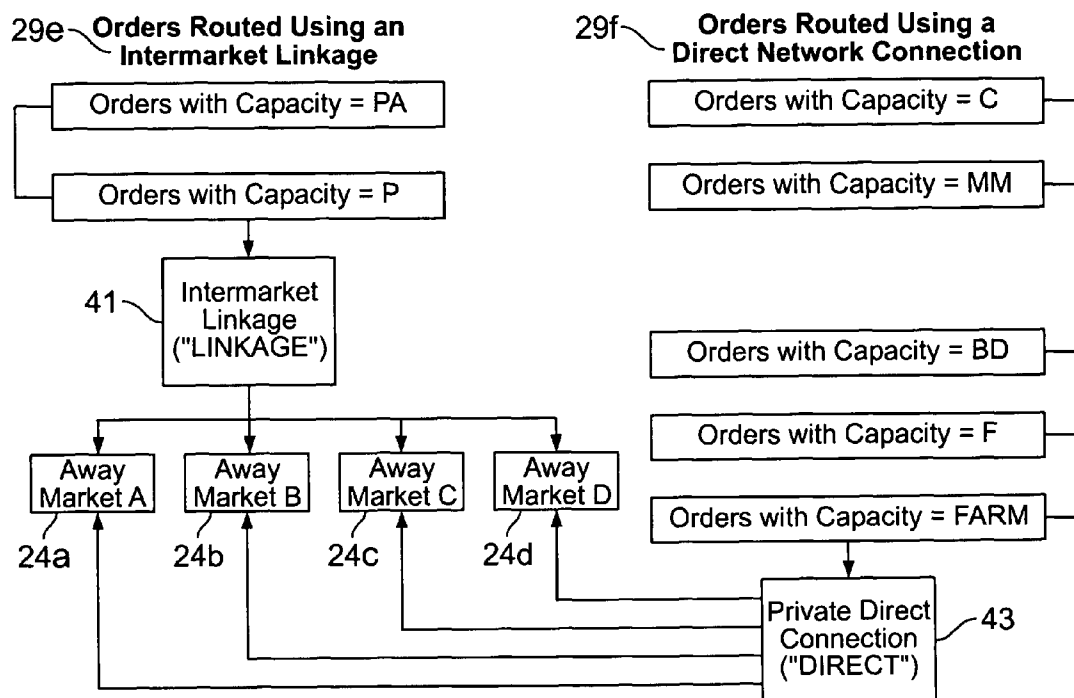 29e
Orders Routed Using an
Intermarket Linkage
Orders with Capacity = PA
Orders with Capacity = P
41
Intermarket
Linkage
("LINKAGE")
Away
Market A
24a
Away
Market B
24b
Away
Market C
24c
Away
Market D
24d
29f
Orders Routed Using a
Direct Network Connection
Orders with Capacity = C
Orders with Capacity = MM
Orders with Capacity = BD
Orders with Capacity = F
Orders with Capacity = FARM
Private Direct
Connection
("DIRECT")
43